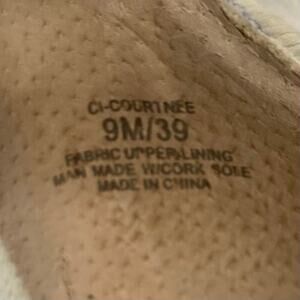 CI-COURTNEE
9M/39
FABRIC UPPER/LINING
MAN MADE W/CORK SOLE
MADE IN CHINA